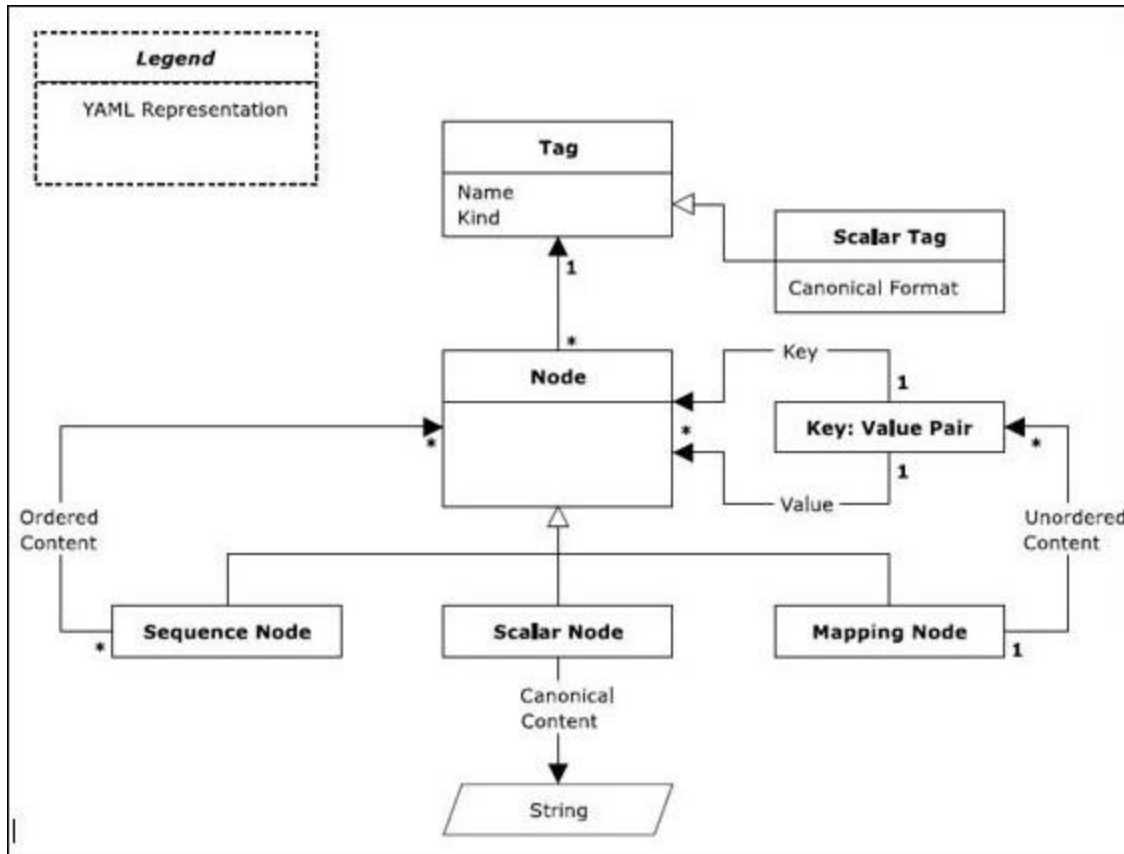 Legend
YAML Representation
Tag
Name
Kind
1
Scalar Tag
Canonical Format
*
Node
Key
1
*
Key: Value Pair
*
*
1
Value
Ordered
Content
Unordered
Content
Sequence Node
*
Scalar Node
Mapping Node
1
Canonical
Content
String